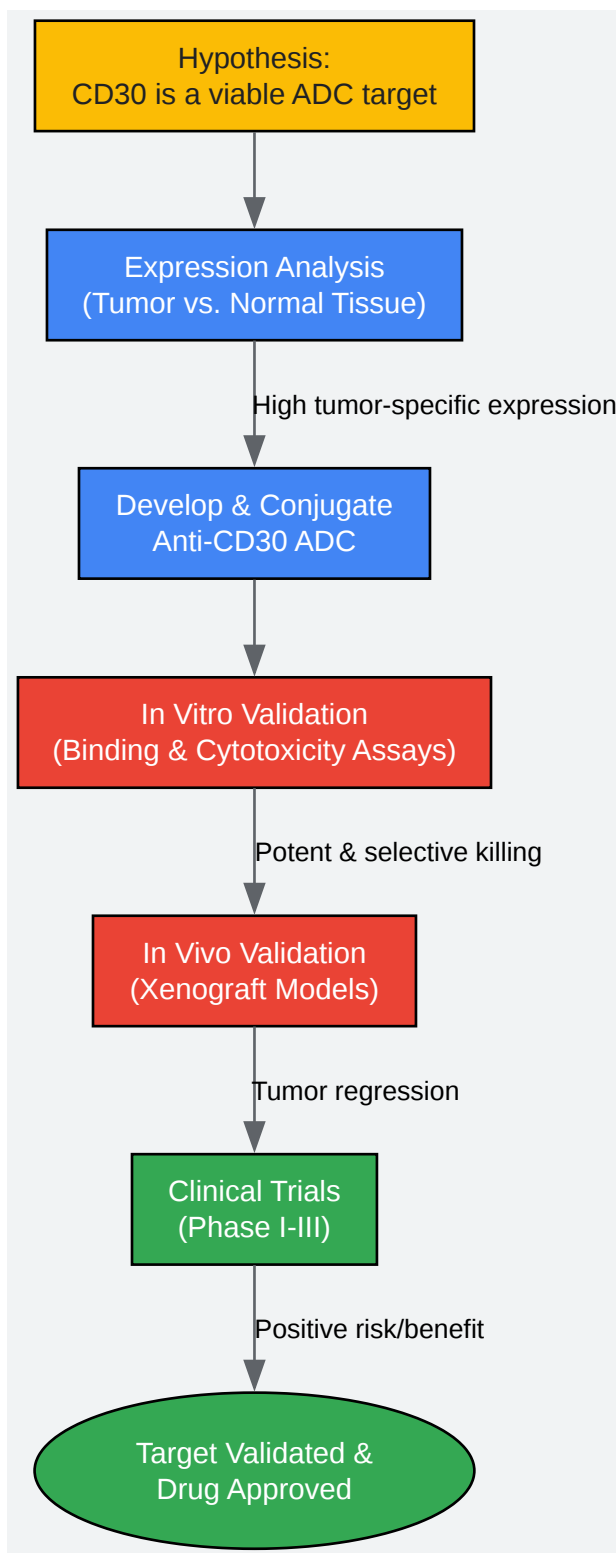 Hypothesis:
CD30 is a viable ADC target
Expression Analysis
(Tumor vs. Normal Tissue)
High tumor-specific expression
Develop & Conjugate
Anti-CD30 ADC
In Vitro Validation
(Binding & Cytotoxicity Assays)
Potent & selective killing
In Vivo Validation
(Xenograft Models)
Tumor regression
Clinical Trials
(Phase I-III)
Positive risk/benefit
Target Validated &
Drug Approved